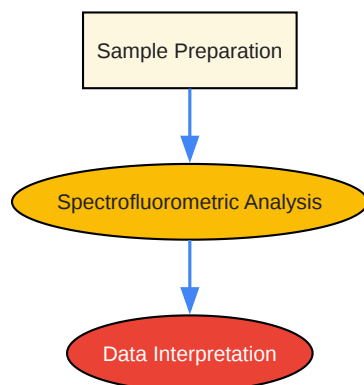 Sample Preparation
Spectrofluorometric Analysis
Data Interpretation